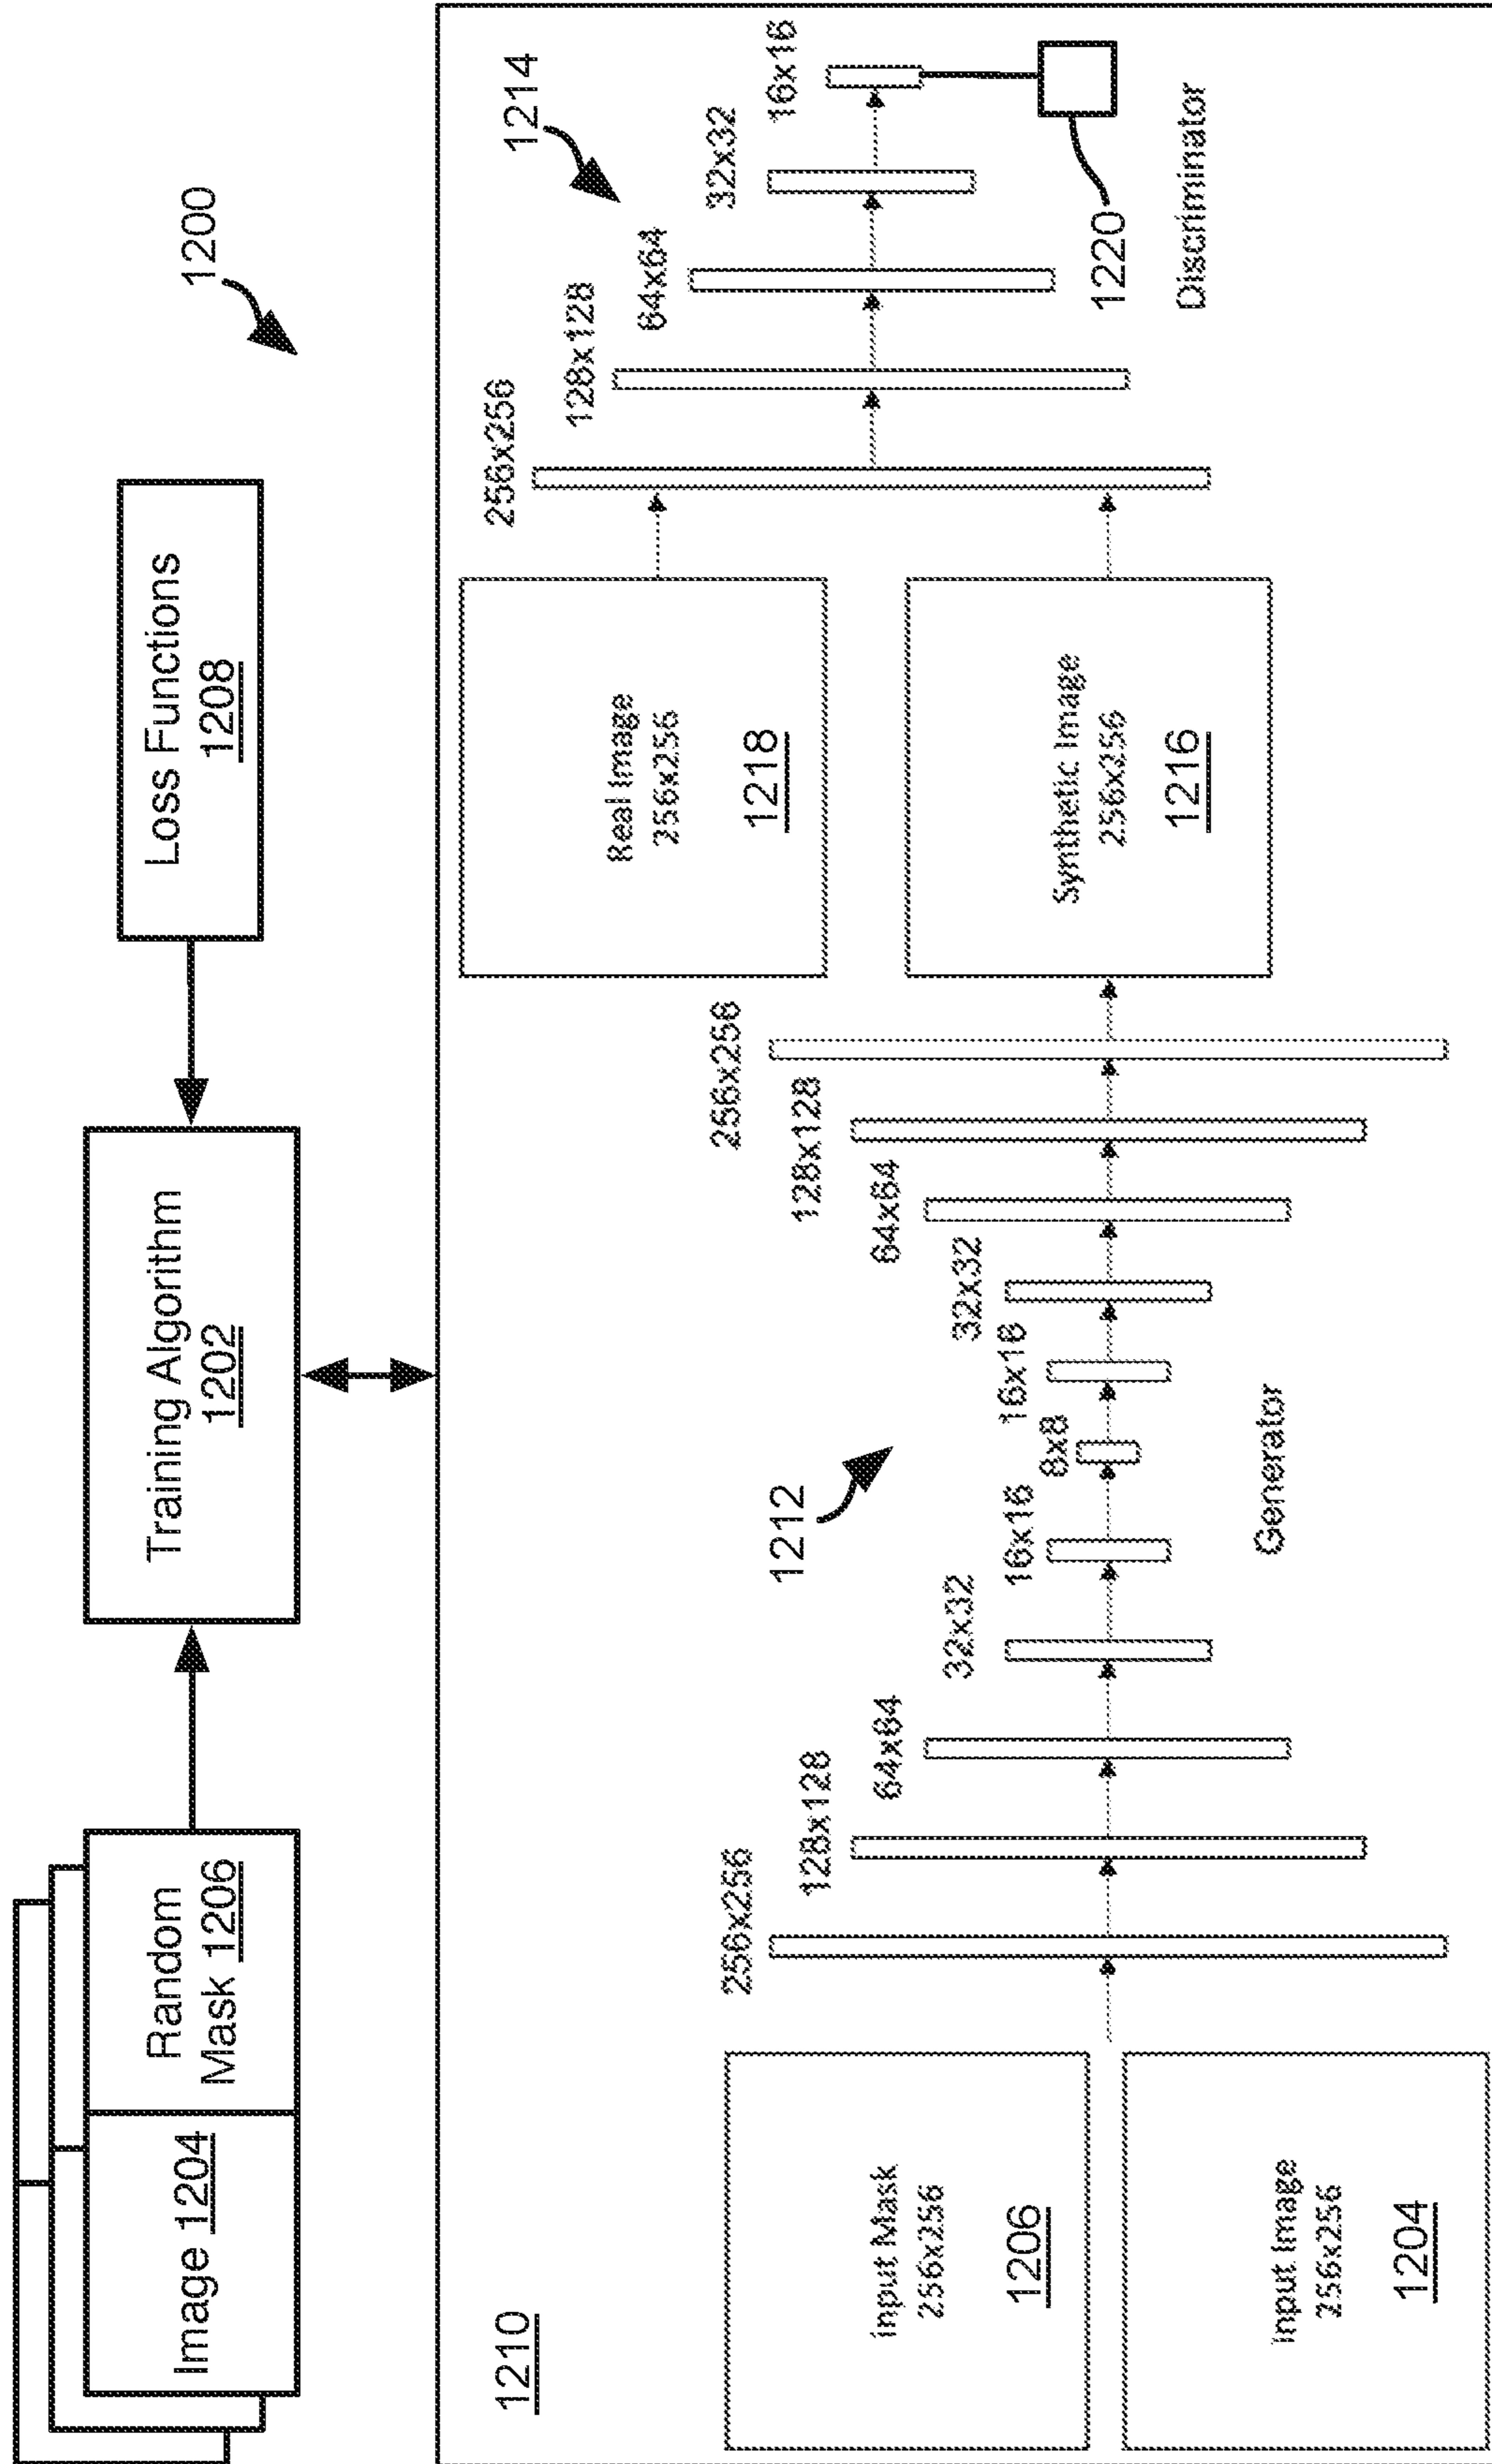 1200
Image 1204
Random
Mask 1206
Training Algorithm
1202
Loss Functions
1208
1210
Input Mask
256x256
1206
Input Image
256x256
1204
256x256
128x128
64x64
32x32
16x16
8x8
16x16
32x32
64x64
128x128
256x256
1212
Generator
Real Image
256x256
1218
Synthetic Image
256x256
1216
256x256
128x128
64x64
32x32
16x16
1214
1220
Discriminator